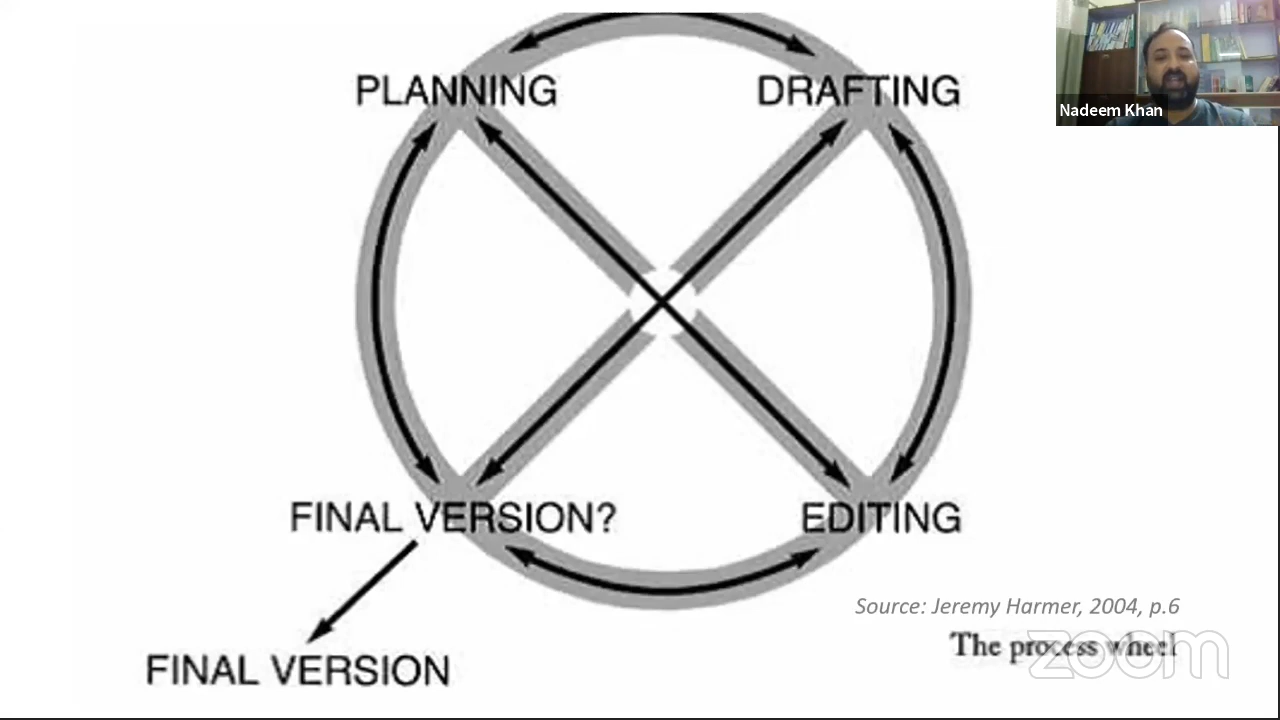 PLANNING
DRAFTING
Nadeem Khan
FINAL VERSION?
EDITING
Source: Jeremy Harmer, 2004, p.6
The process wheel
zoom
FINAL VERSION